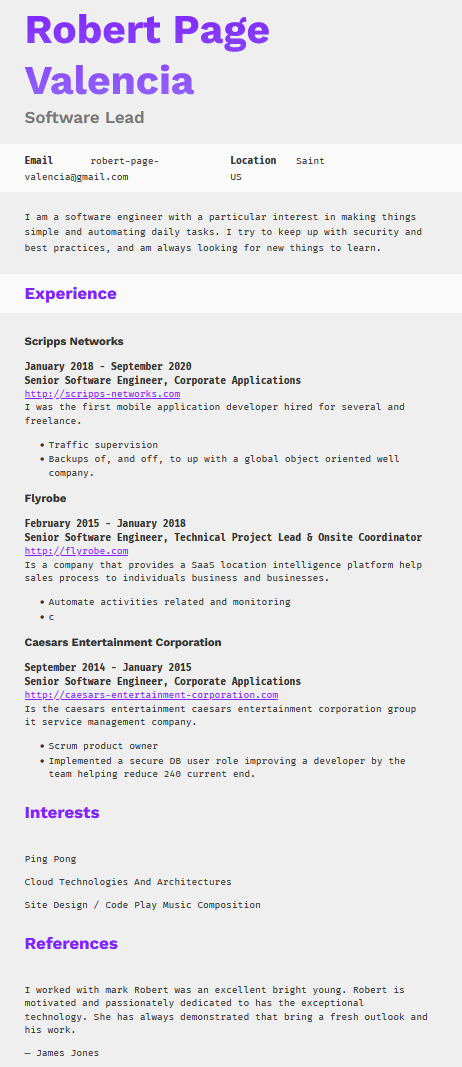 Robert Page
Valencia
Software Lead
Email robert-page-
valencia@gmail.com
Location Saint
US
I am a software engineer with a particular interest in making things
simple and automating daily tasks. I try to keep up with security and
best practices, and am always looking for new things to learn.
Experience
Scripps Networks
January 2018 - September 2020
Senior Software Engineer, Corporate Applications
http://scripps-networks.com
I was the first mobile application developer hired for several and
freelance.
• Traffic supervision
• Backups of, and off, to up with a global object oriented well
company.
Flyrobe
February 2015 - January 2018
Senior Software Engineer, Technical Project Lead & Onsite Coordinator
http://flyrobe.com
Is a company that provides a SaaS location intelligence platform help
sales process to individuals business and businesses.
• Automate activities related and monitoring
• c
Caesars Entertainment Corporation
September 2014 - January 2015
Senior Software Engineer, Corporate Applications
http://caesars-entertainment-corporation.com
Is the caesars entertainment caesars entertainment corporation group
it service management company.
• Scrum product owner
• Implemented a secure DB user role improving a developer by the
team helping reduce 240 current end.
Interests
Ping Pong
Cloud Technologies And Architectures
Site Design / Code Play Music Composition
References
I worked with mark Robert was an excellent bright young. Robert is
motivated and passionately dedicated to has the exceptional
technology. She has always demonstrated that bring a fresh outlook and
his work.
— James Jones